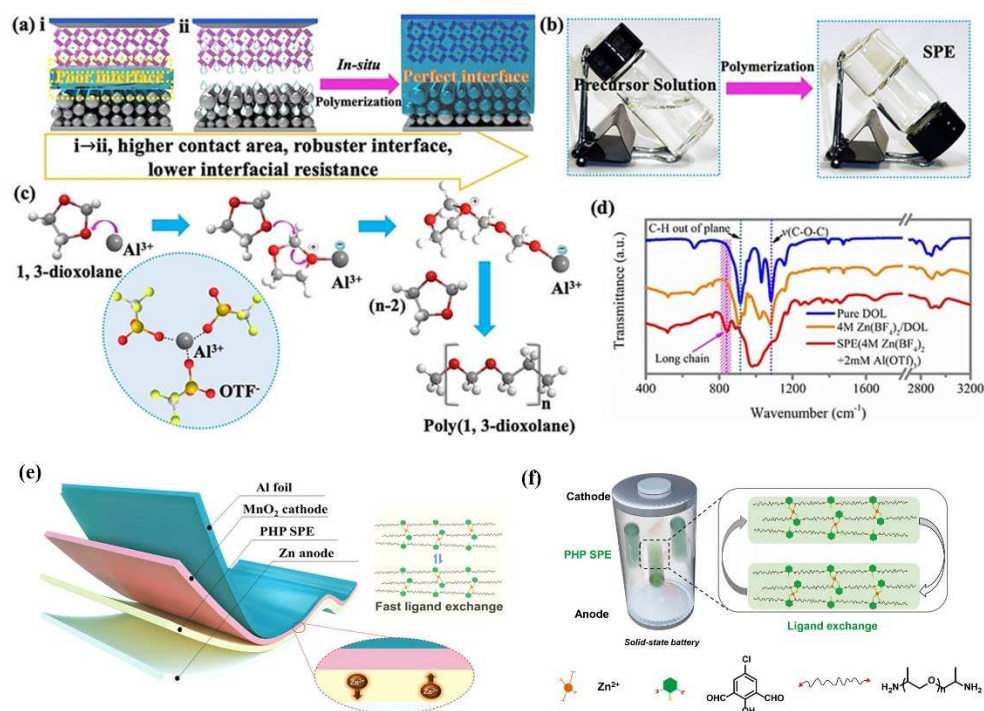 (a) i
ii
Poor interface
In-situ
Polymerization
Perfect interface
i→ii, higher contact area, robuster interface,
lower interfacial resistance
(b)
Precursor Solution
Polymerization
SPE
(c)
1, 3-dioxolane
Al³⁺
Al³⁺
Al³⁺
Al³⁺
OTF⁻
(n-2)
n
Poly(1, 3-dioxolane)
(d)
C-H out of plane
ν(C-O-C)
Transmittance (a.u.)
Long chain
Pure DOL
4M Zn(BF₄)₂/DOL
SPE(4M Zn(BF₄)₂
+2mM Al(OTf)₃)
400 800 1200 2800 3200
Wavenumber (cm⁻¹)
(e)
Al foil
MnO₂ cathode
PHP SPE
Zn anode
Fast ligand exchange
Zn²⁺
Zn²⁺
(f)
Cathode
PHP SPE
Anode
Solid-state battery
Ligand exchange
Zn²⁺
Cl
OHC CHO
OH
H₂N O n NH₂